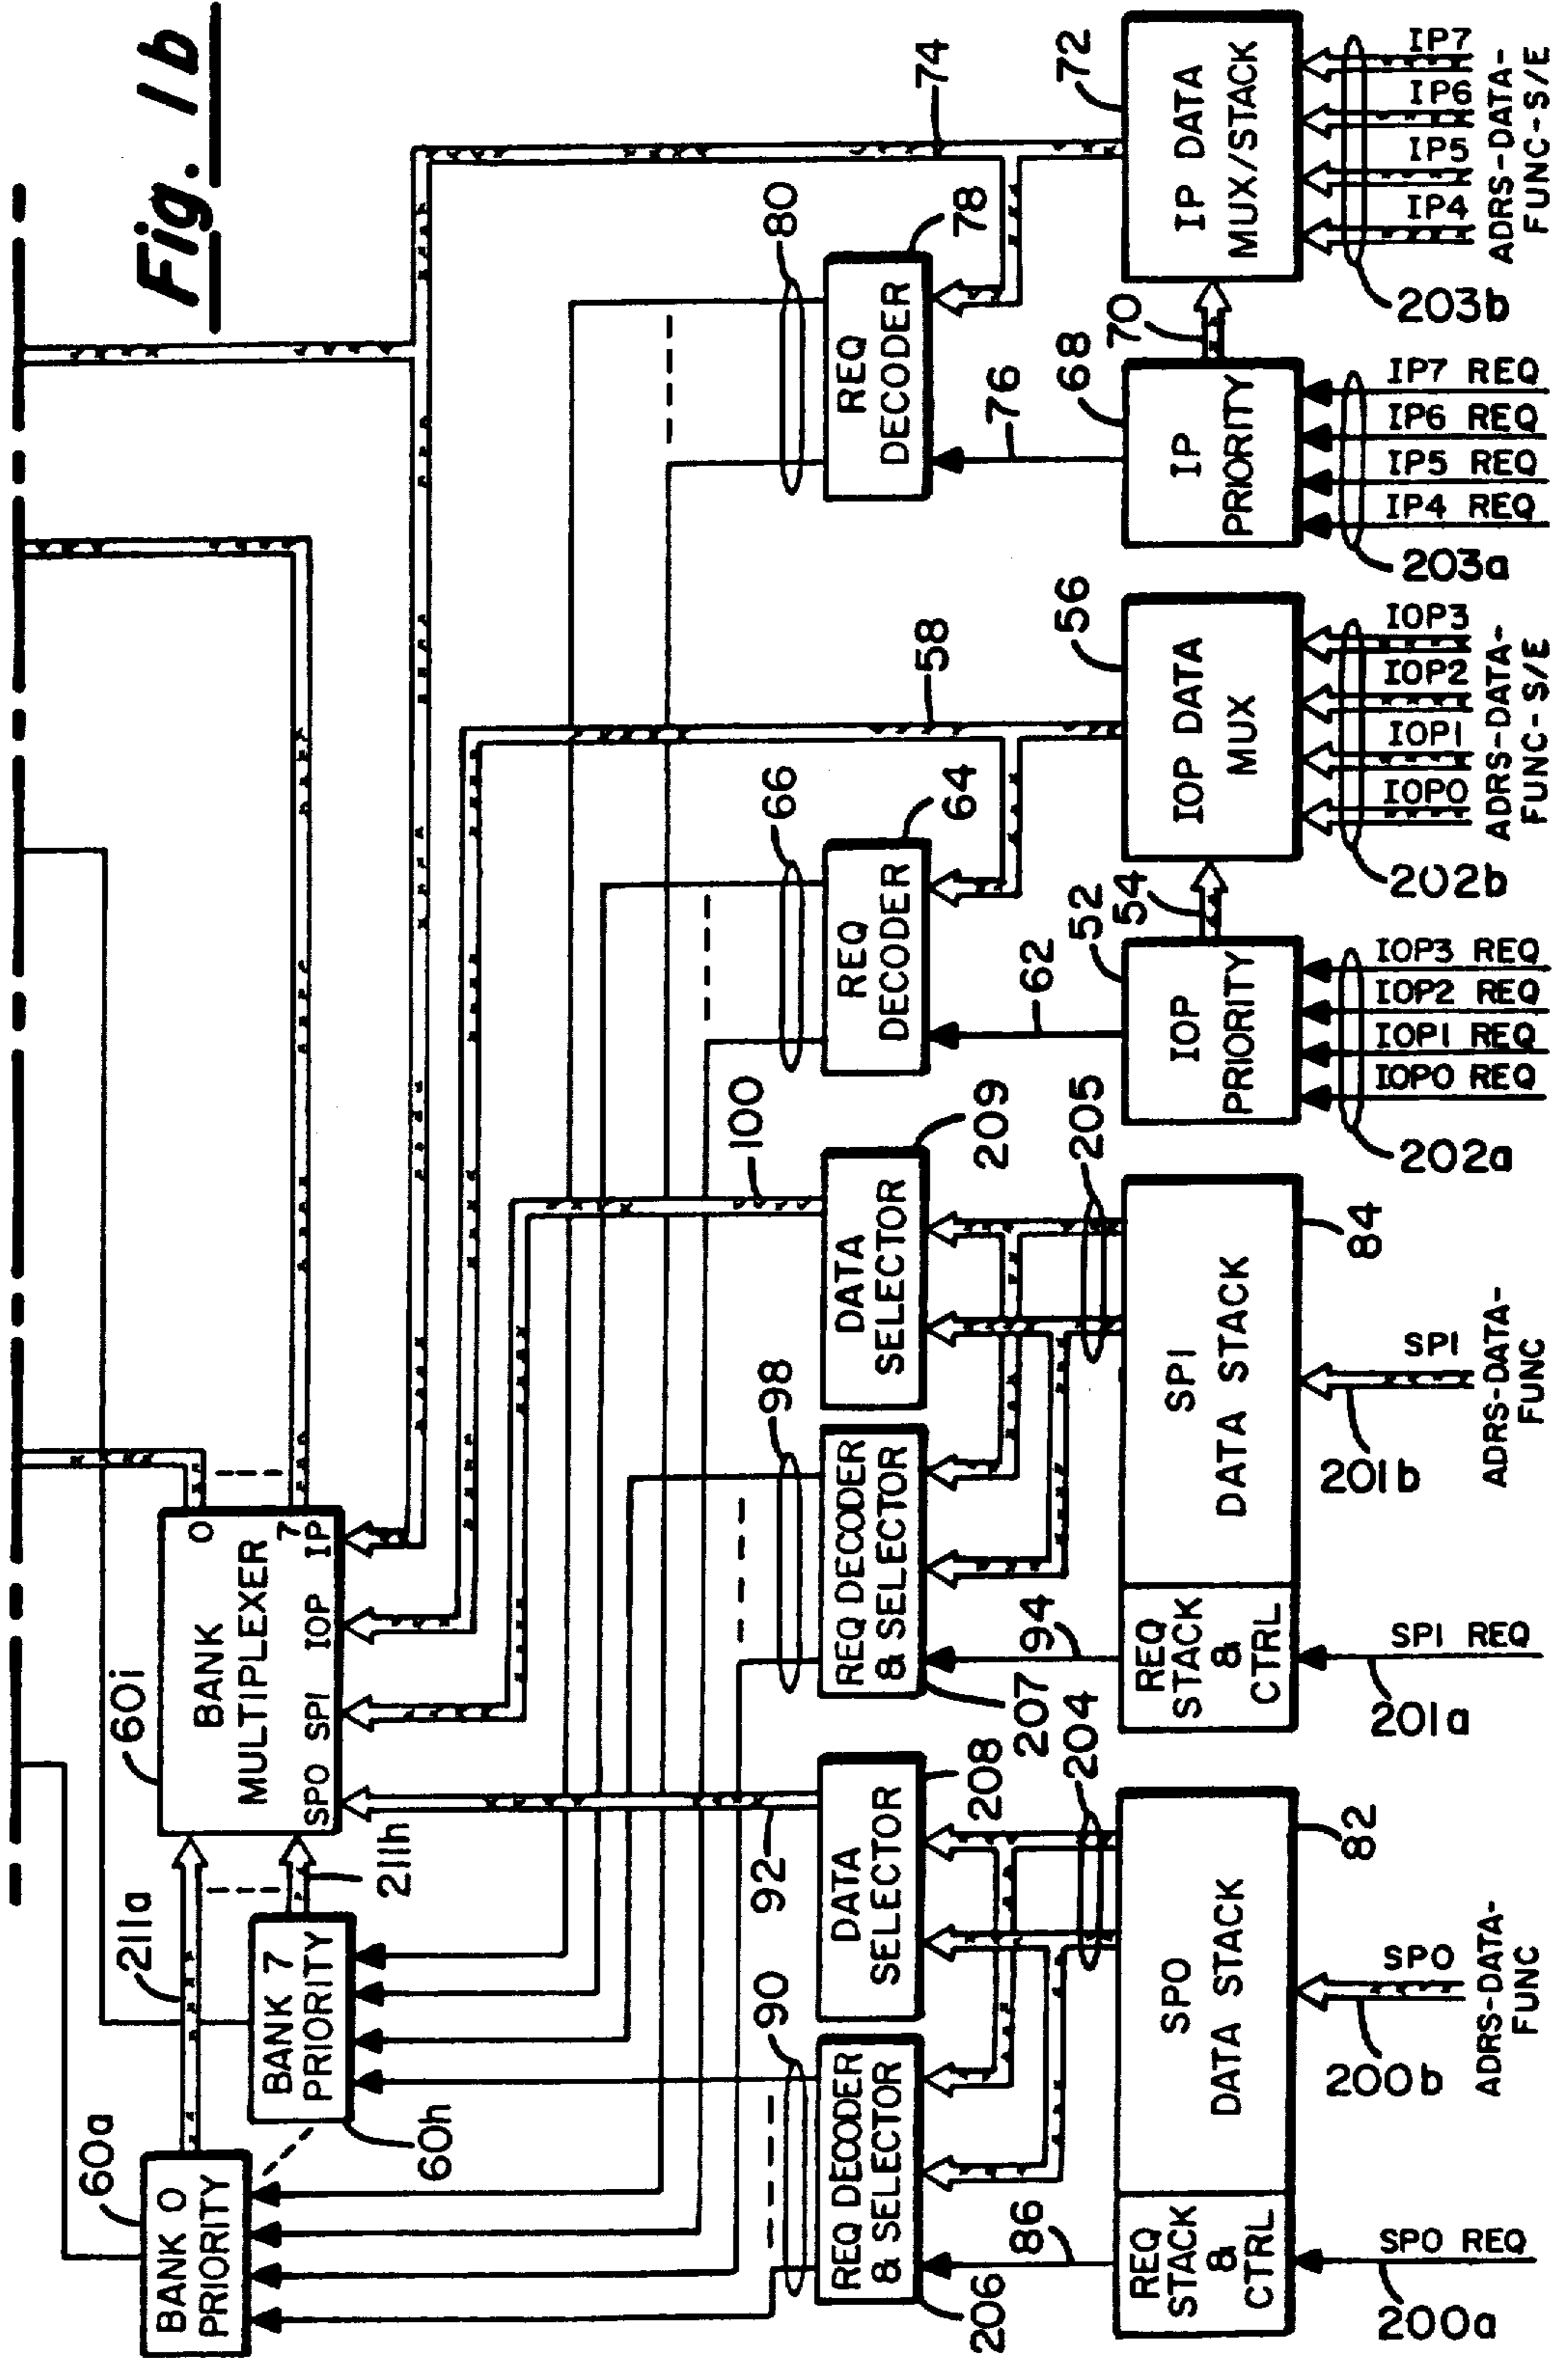 Fig. 1b
60a
BANK 0
PRIORITY
211a
BANK 7
PRIORITY
60h
211h
60i
BANK
MULTIPLEXER
0
7
SPO SPI IOP IP
92
100
58
74
90
REQ DECODER
& SELECTOR
206
DATA
SELECTOR
208
98
REQ DECODER
& SELECTOR
207
DATA
SELECTOR
209
66
REQ
DECODER
64
80
REQ
DECODER
78
86
204
94
205
62
76
REQ
STACK
&
CTRL
SPO
DATA STACK
82
REQ
STACK
&
CTRL
SPI
DATA STACK
84
52
IOP
PRIORITY
54
56
IOP DATA
MUX
68
IP
PRIORITY
70
72
IP DATA
MUX/STACK
200a
SPO REQ
200b
SPO
ADRS-DATA-
FUNC
201a
SPI REQ
201b
SPI
ADRS-DATA-
FUNC
202a
IOPO REQ
IOP1 REQ
IOP2 REQ
IOP3 REQ
202b
IOPO
IOP1
IOP2
IOP3
ADRS-DATA-
FUNC-S/E
203a
IP4 REQ
IP5 REQ
IP6 REQ
IP7 REQ
203b
IP4
IP5
IP6
IP7
ADRS-DATA-
FUNC-S/E